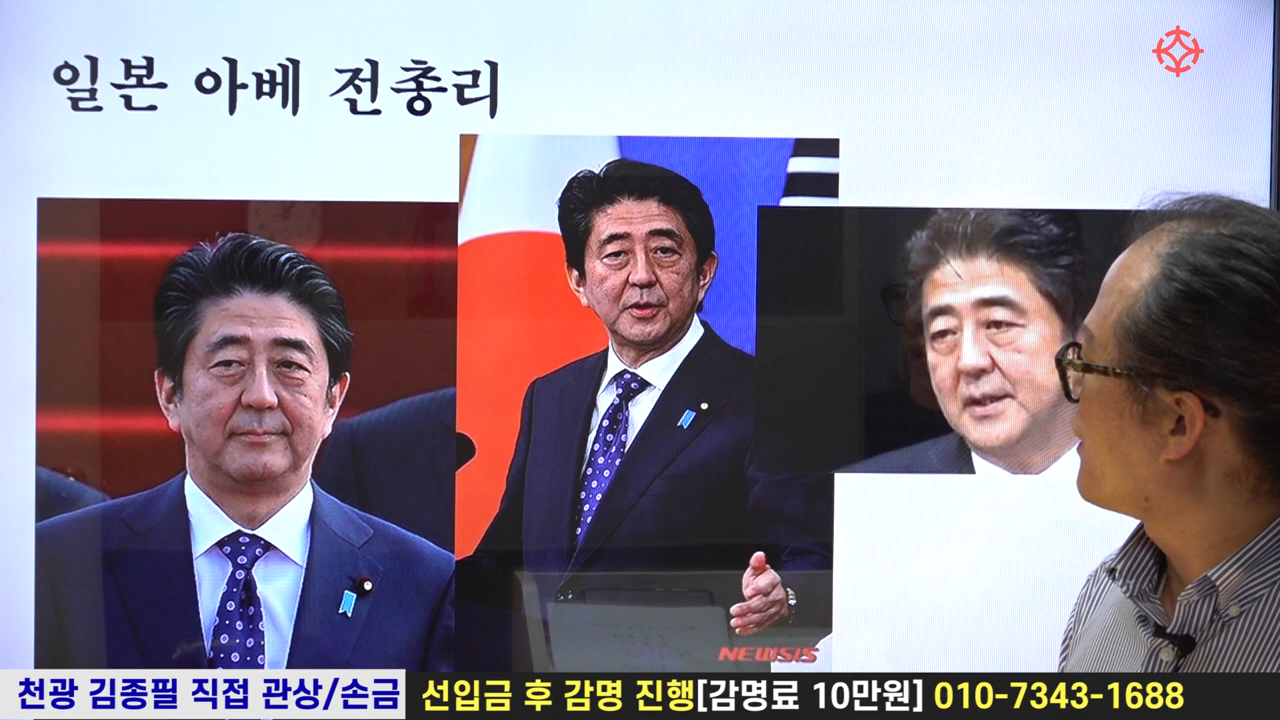 일본 아베 전총리
NEWSIS
천광 김종필 직접 관상/손금
선입금 후 감명 진행[감명료 10만원] 010-7343-1688